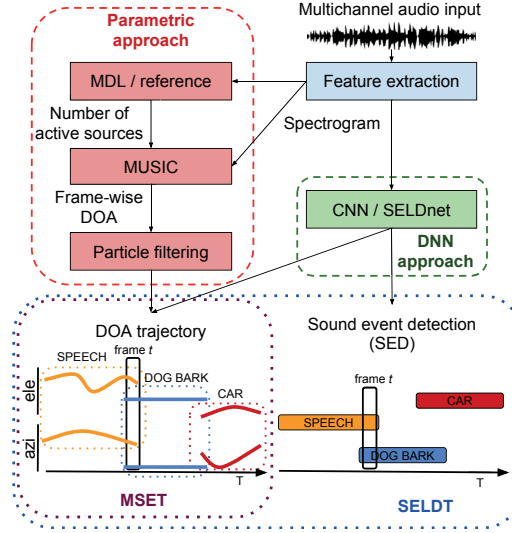 Parametric
approach
Multichannel audio input
MDL / reference
Feature extraction
Number of
active sources
Spectrogram
MUSIC
Frame-wise
DOA
CNN / SELDnet
Particle filtering
DNN
approach
DOA trajectory
Sound event detection
(SED)
SPEECH
frame t
DOG BARK
CAR
ele
azi
T
frame t
CAR
SPEECH
DOG BARK
T
MSET
SELDT